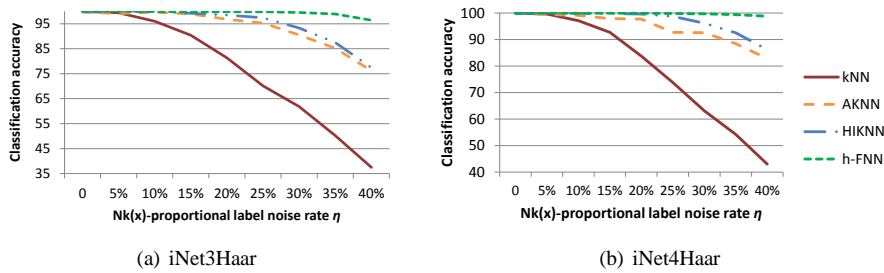 Classification accuracy
95
85
75
65
55
45
35
0 5% 10% 15% 20% 25% 30% 35% 40%
Nk(x)-proportional label noise rate η
(a) iNet3Haar
Classification accuracy
100
90
80
70
60
50
40
0 5% 10% 15% 20% 25% 30% 35% 40%
Nk(x)-proportional label noise rate η
(b) iNet4Haar
kNN
AKNN
HIKNN
h-FNN